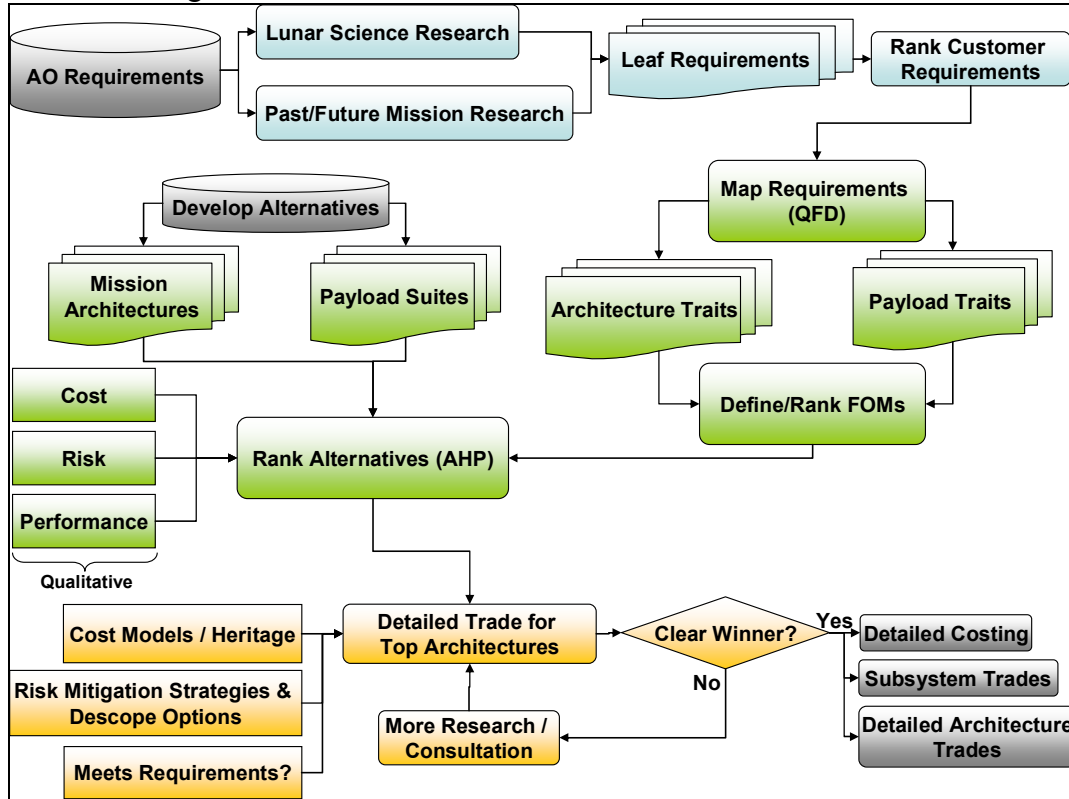 AO Requirements
Lunar Science Research
Past/Future Mission Research
Leaf Requirements
Rank Customer
Requirements
Map Requirements
(QFD)
Develop Alternatives
Mission
Architectures
Payload Suites
Architecture Traits
Payload Traits
Define/Rank FOMs
Cost
Risk
Performance
Qualitative
Rank Alternatives (AHP)
Cost Models / Heritage
Risk Mitigation Strategies &
Descope Options
Meets Requirements?
Detailed Trade for
Top Architectures
More Research /
Consultation
Clear Winner?
Yes
No
Detailed Costing
Subsystem Trades
Detailed Architecture
Trades